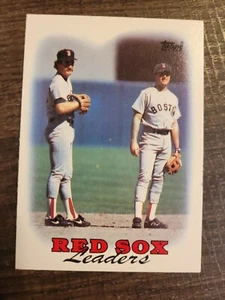 Topps
BOSTON
RED SOX
Leaders